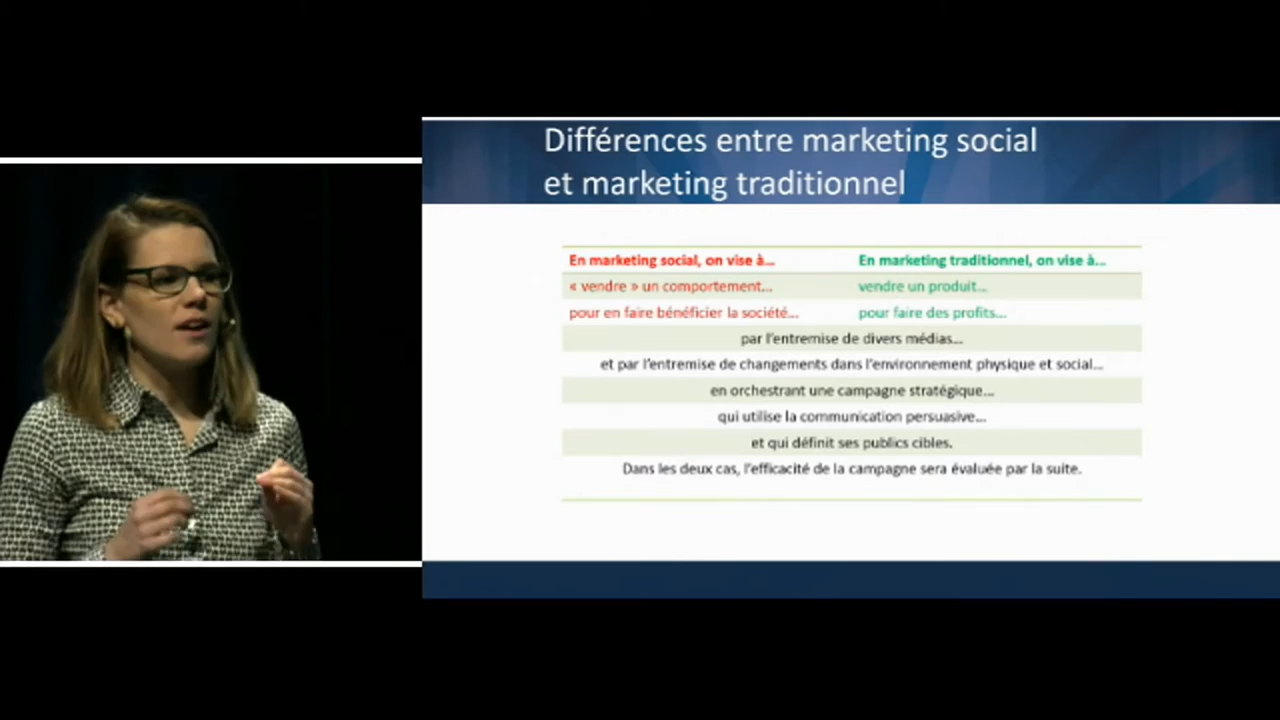 Différences entre marketing social
et marketing traditionnel
En marketing social, on vise à... En marketing traditionnel, on vise à...
« vendre » un comportement... vendre un produit...
pour en faire bénéficier la société... pour faire des profits...
par l'entremise de divers médias...
et par l'entremise de changements dans l'environnement physique et social...
en orchestrant une campagne stratégique...
qui utilise la communication persuasive...
et qui définit ses publics cibles.
Dans les deux cas, l'efficacité de la campagne sera évaluée par la suite.